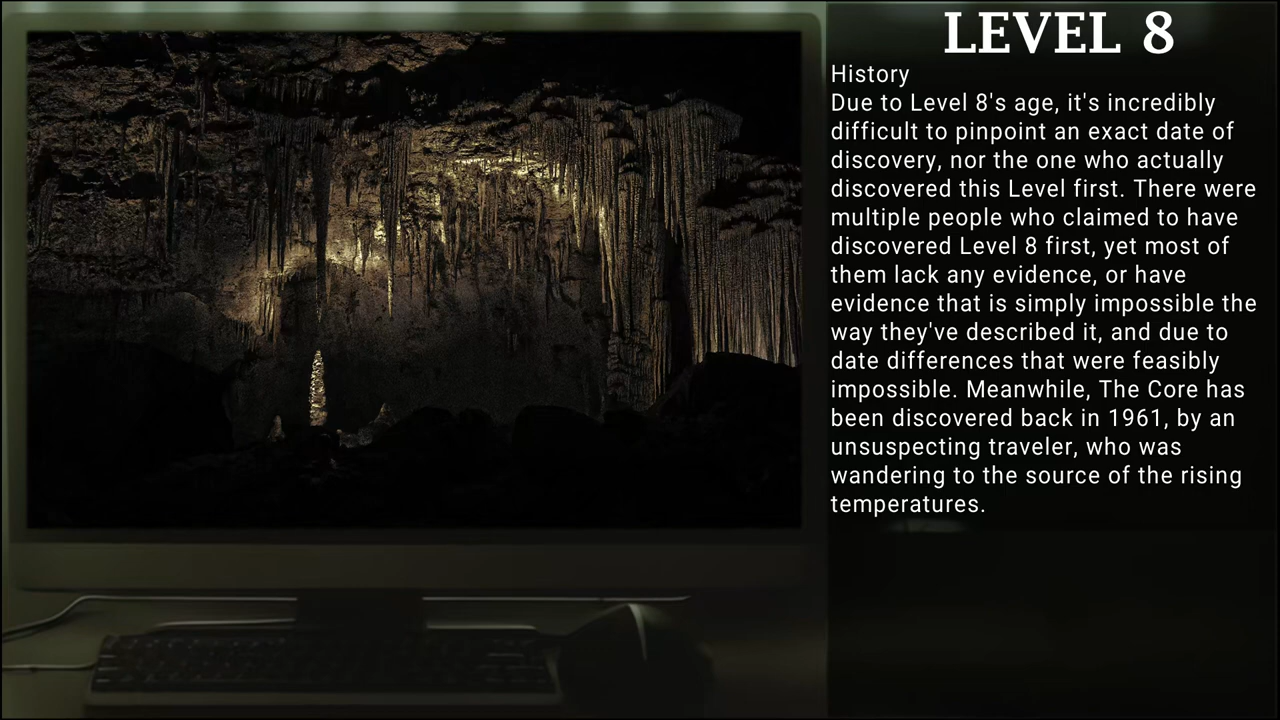 LEVEL 8
History
Due to Level 8's age, it's incredibly
difficult to pinpoint an exact date of
discovery, nor the one who actually
discovered this Level first. There were
multiple people who claimed to have
discovered Level 8 first, yet most of
them lack any evidence, or have
evidence that is simply impossible the
way they've described it, and due to
date differences that were feasibly
impossible. Meanwhile, The Core has
been discovered back in 1961, by an
unsuspecting traveler, who was
wandering to the source of the rising
temperatures.